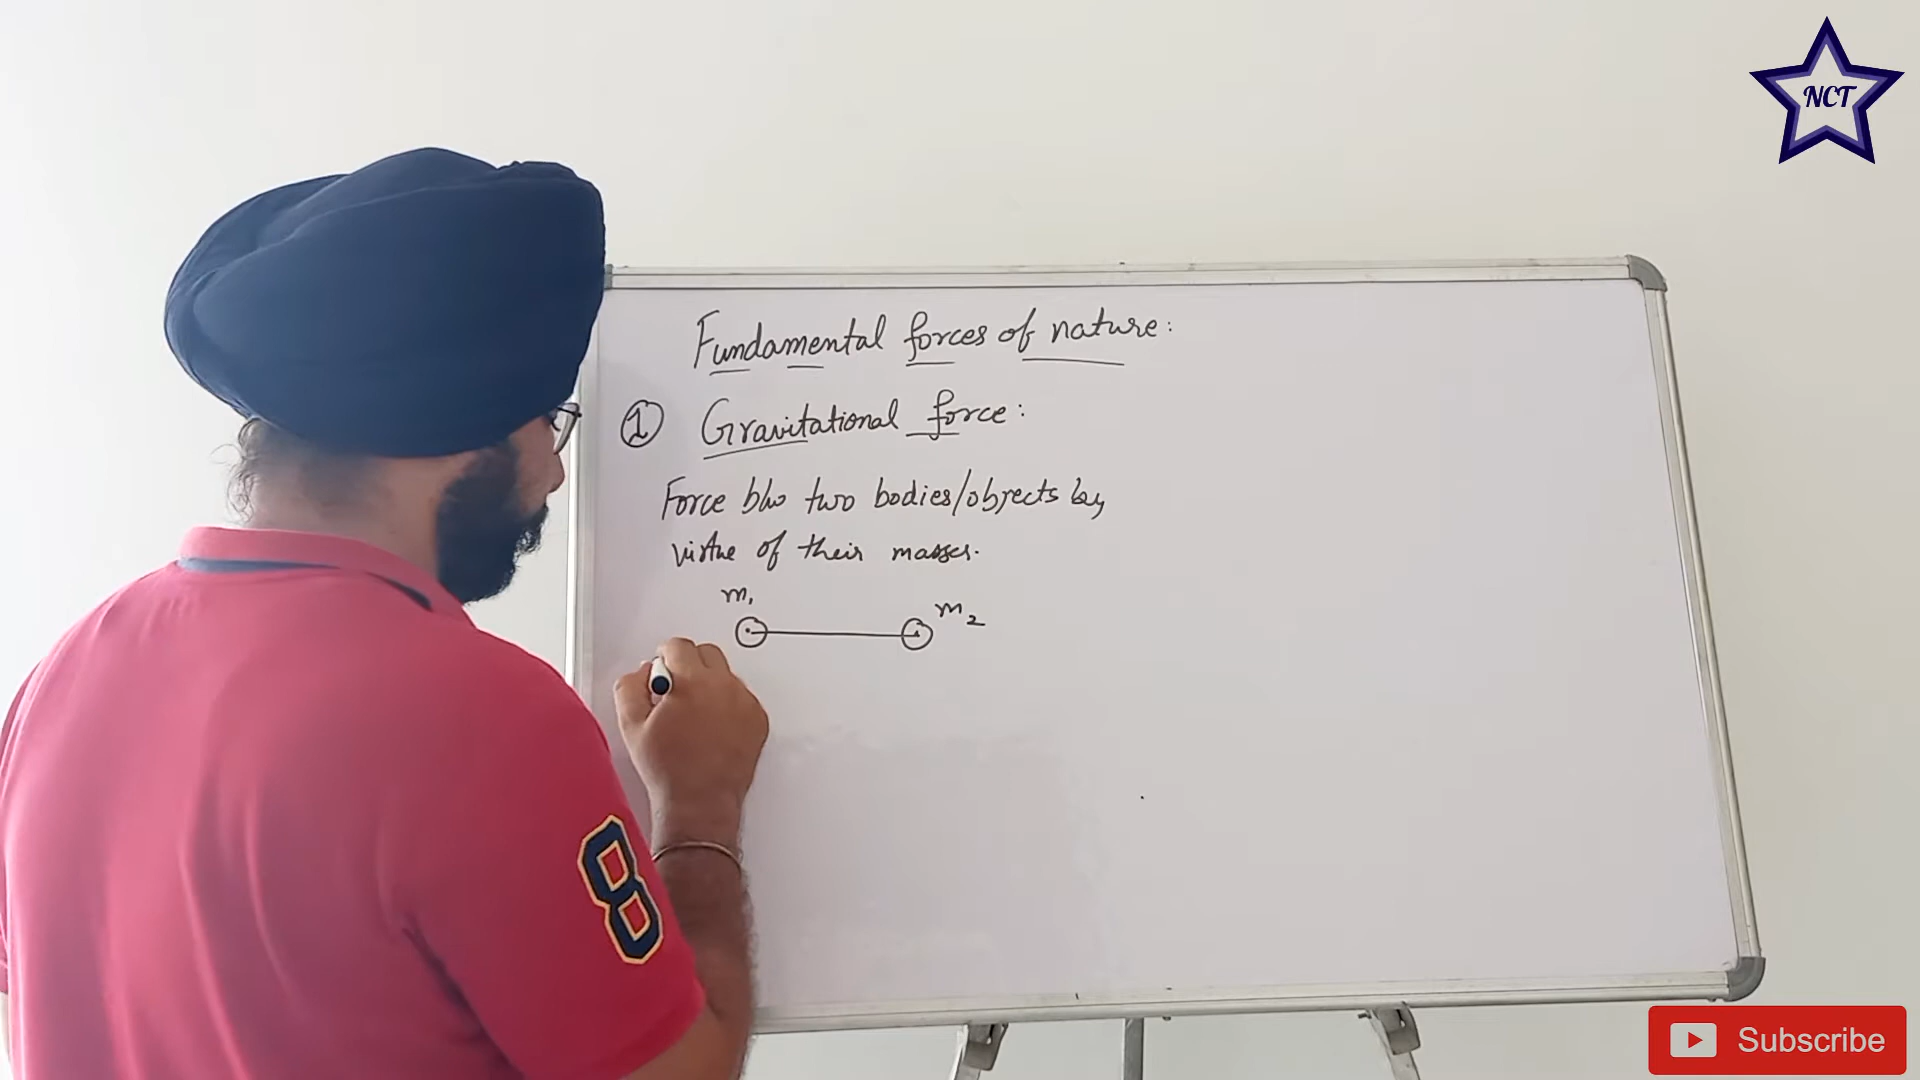 NCT
Fundamental forces of nature:
① Gravitational force:
Force b/w two bodies/objects by
virtue of their masses.
m₁
m₂
8
Subscribe